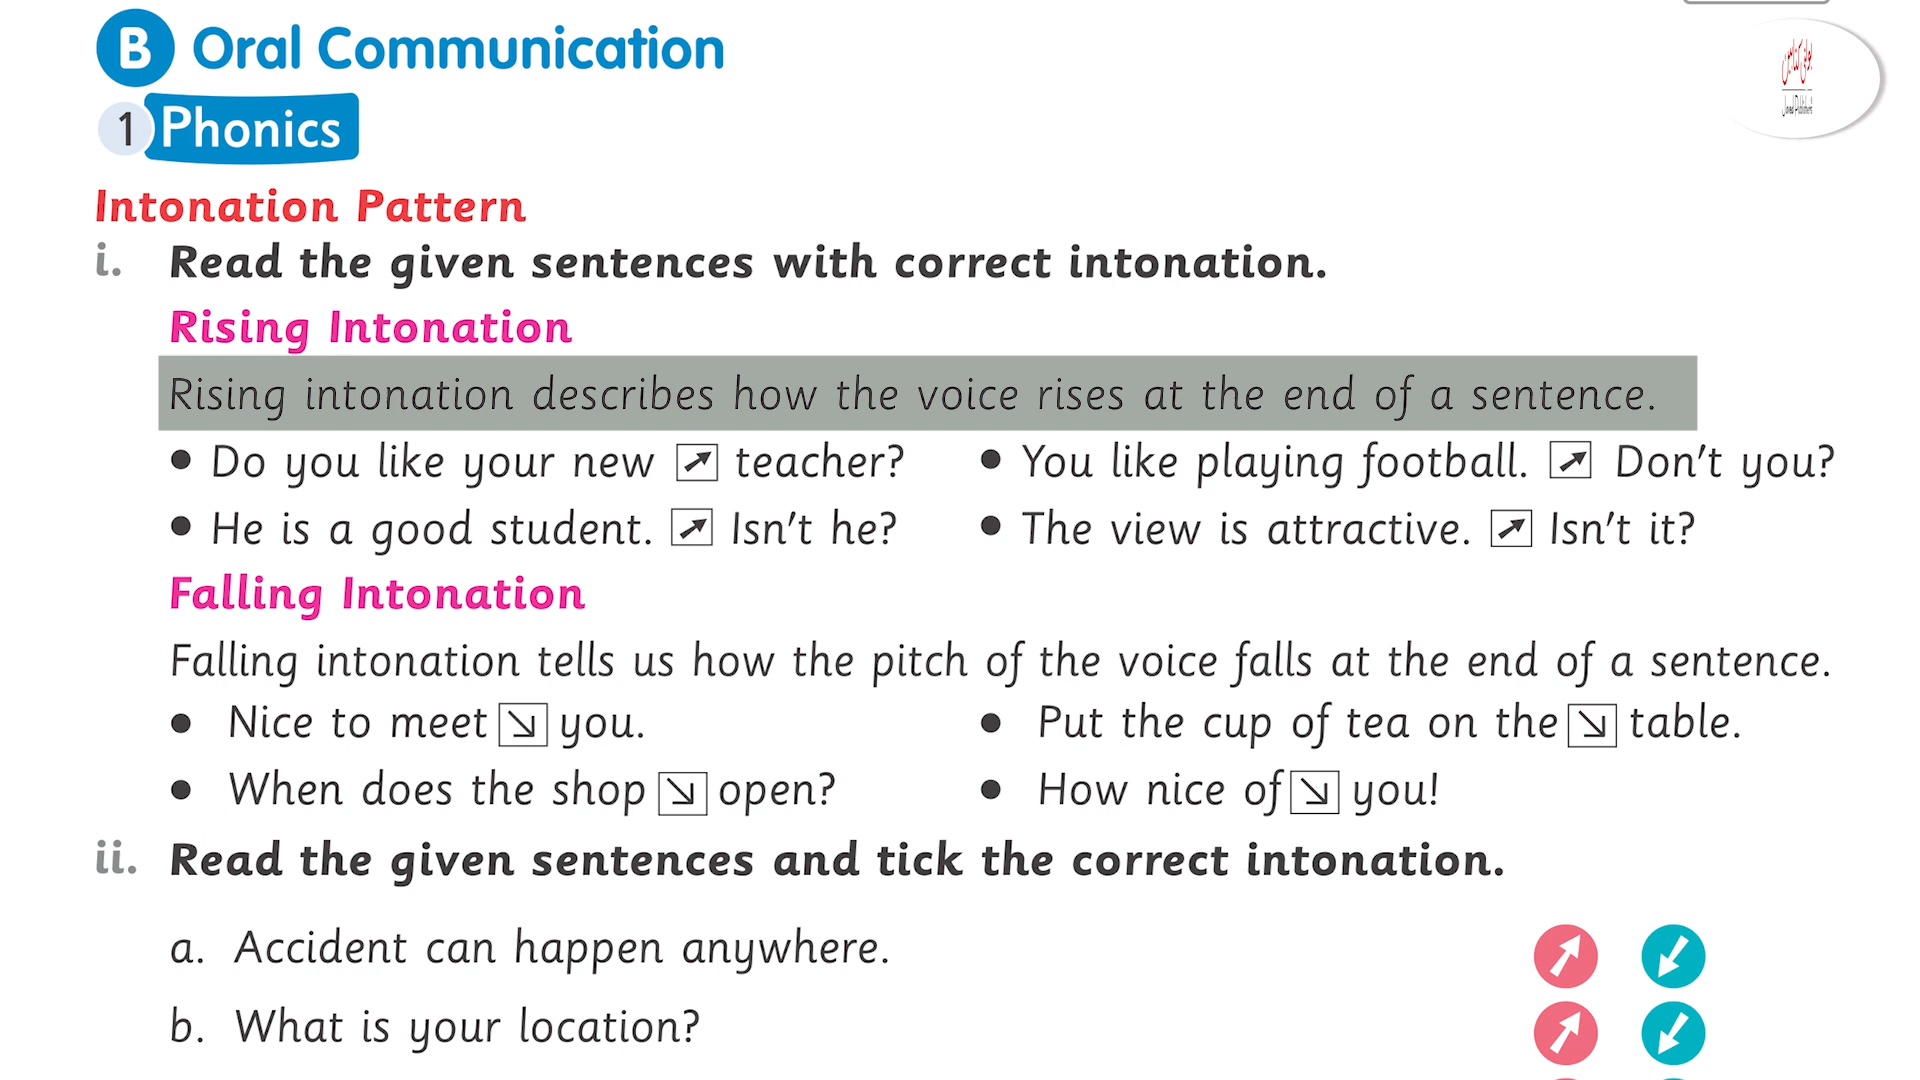 B Oral Communication
1 Phonics
جوابی کتابیں
Javed Publishers
Intonation Pattern
i. Read the given sentences with correct intonation.
Rising Intonation
Rising intonation describes how the voice rises at the end of a sentence.
• Do you like your new ↗ teacher? • You like playing football. ↗ Don't you?
• He is a good student. ↗ Isn't he? • The view is attractive. ↗ Isn't it?
Falling Intonation
Falling intonation tells us how the pitch of the voice falls at the end of a sentence.
• Nice to meet ↘ you. • Put the cup of tea on the ↘ table.
• When does the shop ↘ open? • How nice of ↘ you!
ii. Read the given sentences and tick the correct intonation.
a. Accident can happen anywhere.
b. What is your location?